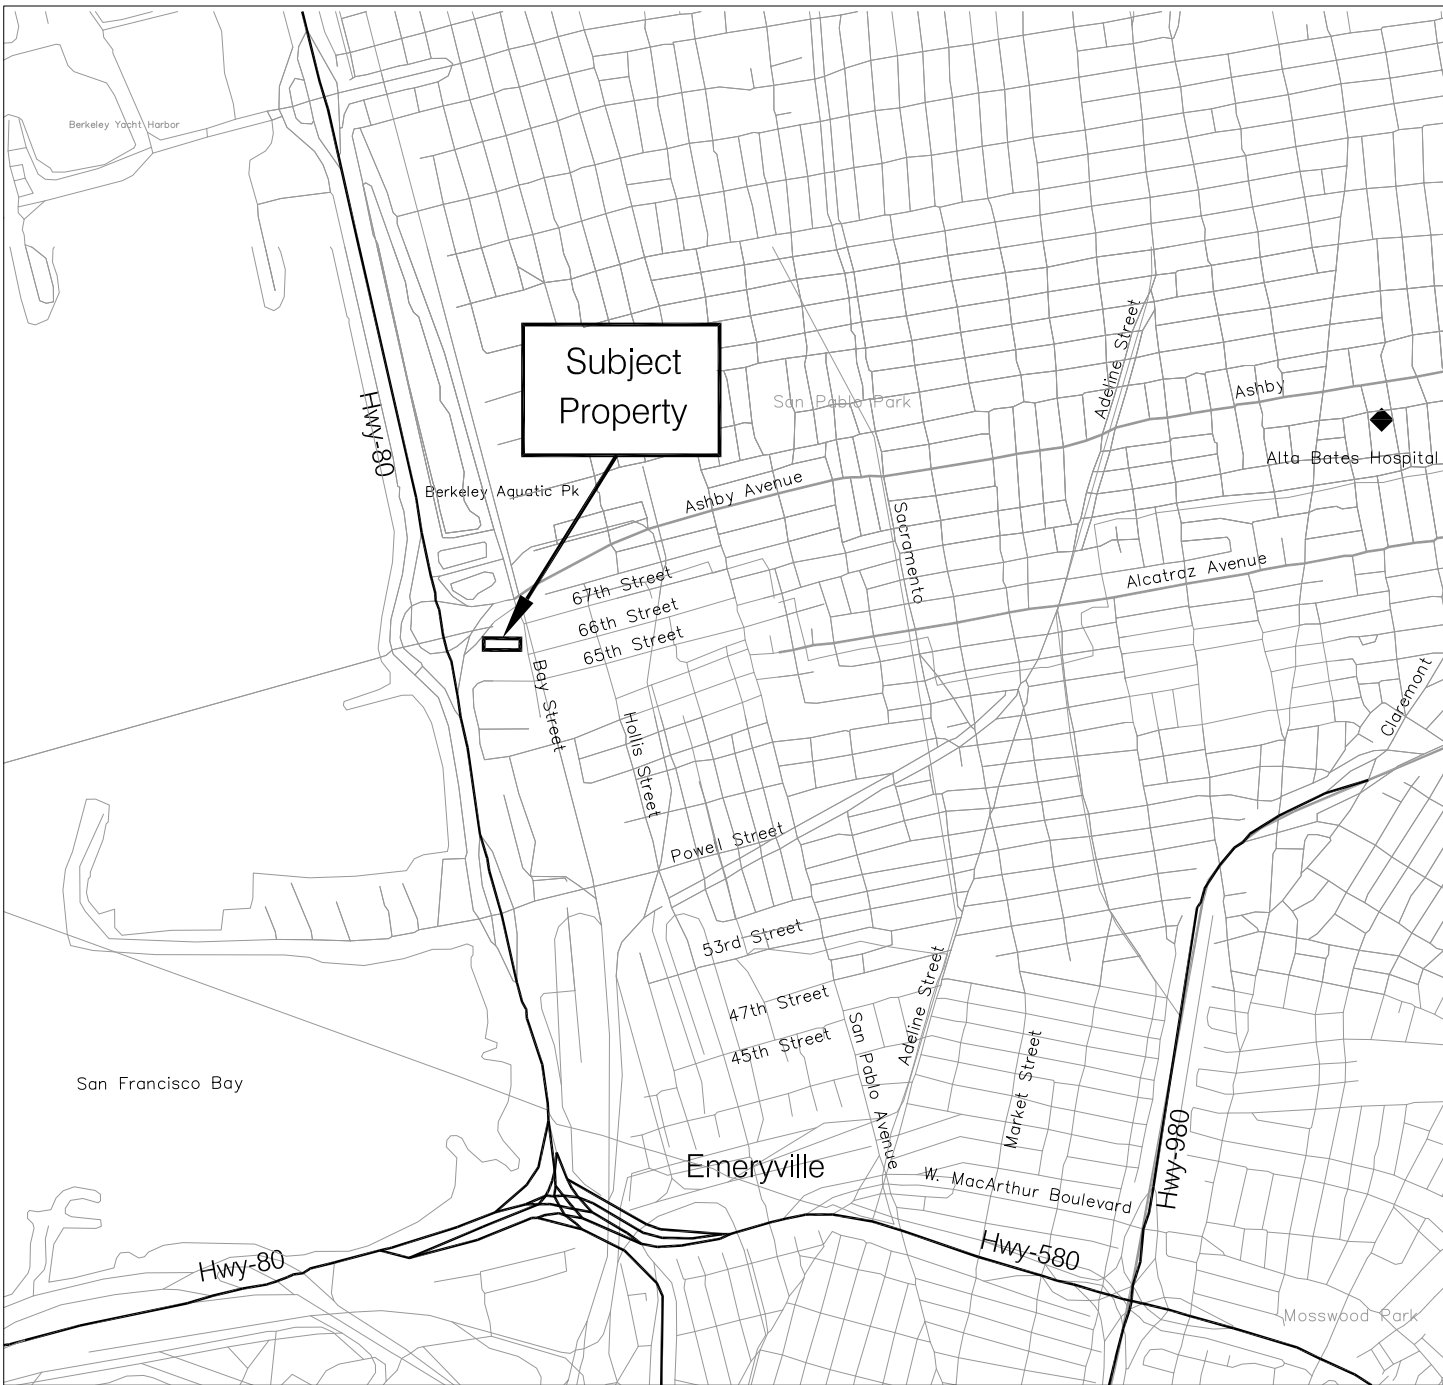 Berkeley Yacht Harbor
Subject
Property
Adeline Street
Ashby
San Pablo Park
Hwy-80
Alta Bates Hospital
Berkeley Aquatic Pk
Ashby Avenue
Sacramento
Alcatraz Avenue
67th Street
66th Street
65th Street
Bay Street
Claremont
Hollis Street
Powell Street
53rd Street
47th Street
45th Street
Adeline Street
San Pablo Avenue
Market Street
San Francisco Bay
Emeryville
W. MacArthur Boulevard
Hwy-980
Hwy-80
Hwy-580
Mosswood Park